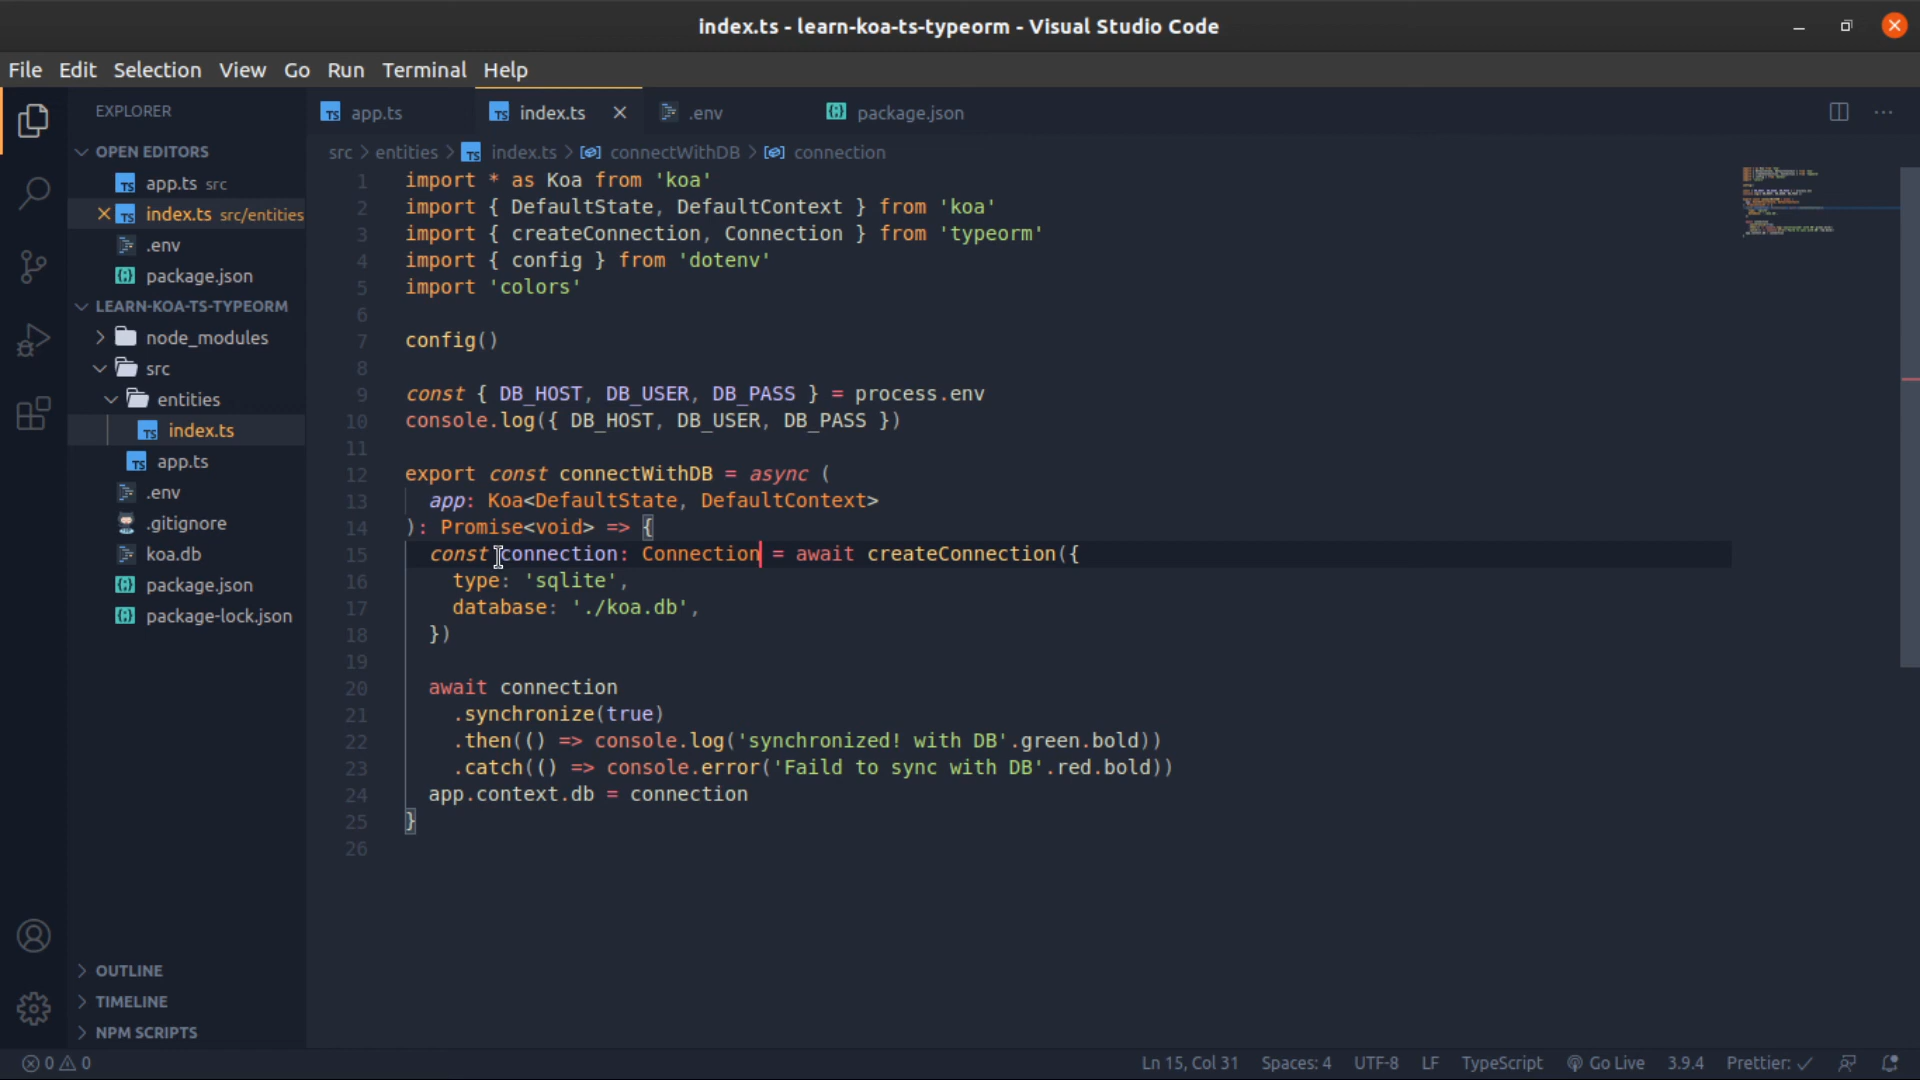 index.ts - learn-koa-ts-typeorm - Visual Studio Code
File Edit Selection View Go Run Terminal Help
EXPLORER
OPEN EDITORS
TS app.ts src
TS index.ts src/entities
.env
package.json
LEARN-KOA-TS-TYPEORM
node_modules
src
entities
TS index.ts
TS app.ts
.env
.gitignore
koa.db
package.json
package-lock.json
OUTLINE
TIMELINE
NPM SCRIPTS
TS app.ts TS index.ts .env package.json
src > entities > TS index.ts > connectWithDB > connection
1 import * as Koa from 'koa'
2 import { DefaultState, DefaultContext } from 'koa'
3 import { createConnection, Connection } from 'typeorm'
4 import { config } from 'dotenv'
5 import 'colors'
6
7 config()
8
9 const { DB_HOST, DB_USER, DB_PASS } = process.env
10 console.log({ DB_HOST, DB_USER, DB_PASS })
11
12 export const connectWithDB = async (
13 app: Koa<DefaultState, DefaultContext>
14 ): Promise<void> => {
15 const connection: Connection = await createConnection({
16 type: 'sqlite',
17 database: './koa.db',
18 })
19
20 await connection
21 .synchronize(true)
22 .then(() => console.log('synchronized! with DB'.green.bold))
23 .catch(() => console.error('Faild to sync with DB'.red.bold))
24 app.context.db = connection
25 }
26
0 0 Ln 15, Col 31 Spaces: 4 UTF-8 LF TypeScript Go Live 3.9.4 Prettier: ✓